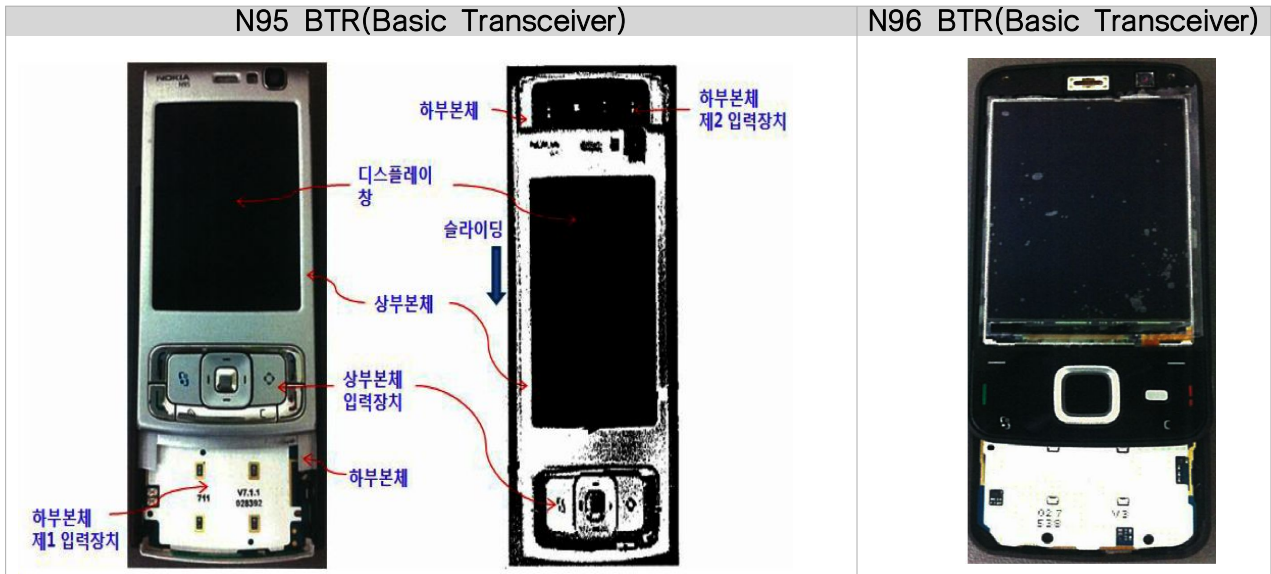 N95 BTR(Basic Transceiver)
N96 BTR(Basic Transceiver)
NOKIA
N95
하부본체
하부본체
제2 입력장치
디스플레이
창
슬라이딩
상부본체
상부본체
입력장치
하부본체
하부본체
제1 입력장치
711
V7.1.1
028392
027
538
V3